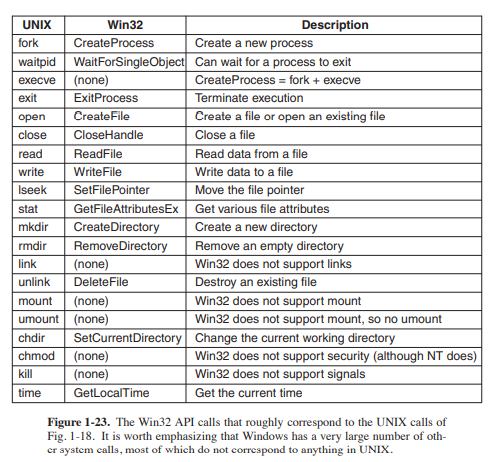 UNIX Win32 Description
fork CreateProcess Create a new process
waitpid WaitForSingleObject Can wait for a process to exit
execve (none) CreateProcess = fork + execve
exit ExitProcess Terminate execution
open CreateFile Create a file or open an existing file
close CloseHandle Close a file
read ReadFile Read data from a file
write WriteFile Write data to a file
lseek SetFilePointer Move the file pointer
stat GetFileAttributesEx Get various file attributes
mkdir CreateDirectory Create a new directory
rmdir RemoveDirectory Remove an empty directory
link (none) Win32 does not support links
unlink DeleteFile Destroy an existing file
mount (none) Win32 does not support mount
umount (none) Win32 does not support mount, so no umount
chdir SetCurrentDirectory Change the current working directory
chmod (none) Win32 does not support security (although NT does)
kill (none) Win32 does not support signals
time GetLocalTime Get the current time
Figure 1-23. The Win32 API calls that roughly correspond to the UNIX calls of
Fig. 1-18. It is worth emphasizing that Windows has a very large number of oth-
er system calls, most of which do not correspond to anything in UNIX.